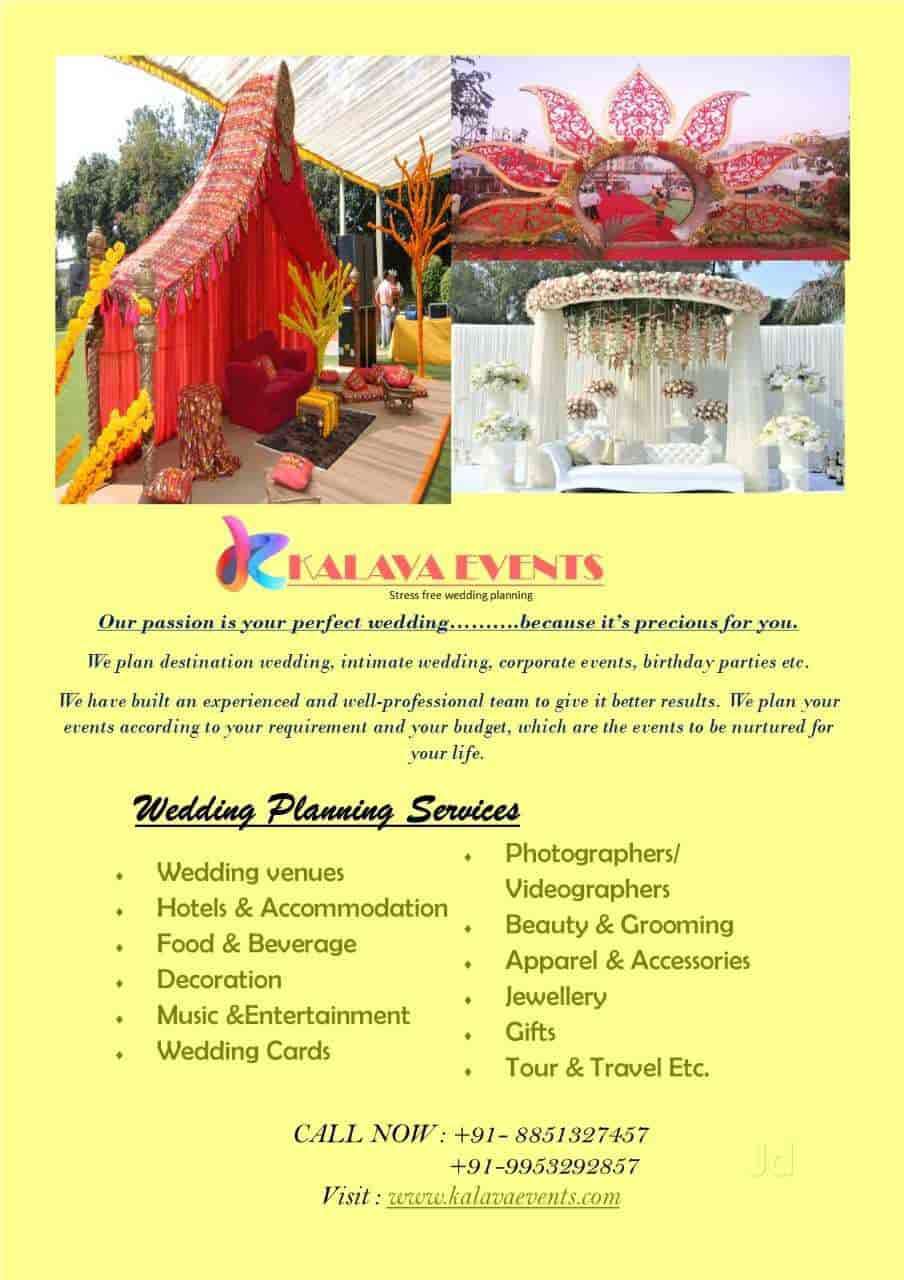 KALAVA EVENTS
Stress free wedding planning
Our passion is your perfect wedding……….because it's precious for you.
We plan destination wedding, intimate wedding, corporate events, birthday parties etc.
We have built an experienced and well-professional team to give it better results. We plan your
events according to your requirement and your budget, which are the events to be nurtured for
your life.
Wedding Planning Services
♦ Wedding venues
♦ Hotels & Accommodation
♦ Food & Beverage
♦ Decoration
♦ Music &Entertainment
♦ Wedding Cards
♦ Photographers/
Videographers
♦ Beauty & Grooming
♦ Apparel & Accessories
♦ Jewellery
♦ Gifts
♦ Tour & Travel Etc.
CALL NOW : +91- 8851327457
+91-9953292857
Jd
Visit : www.kalavaevents.com